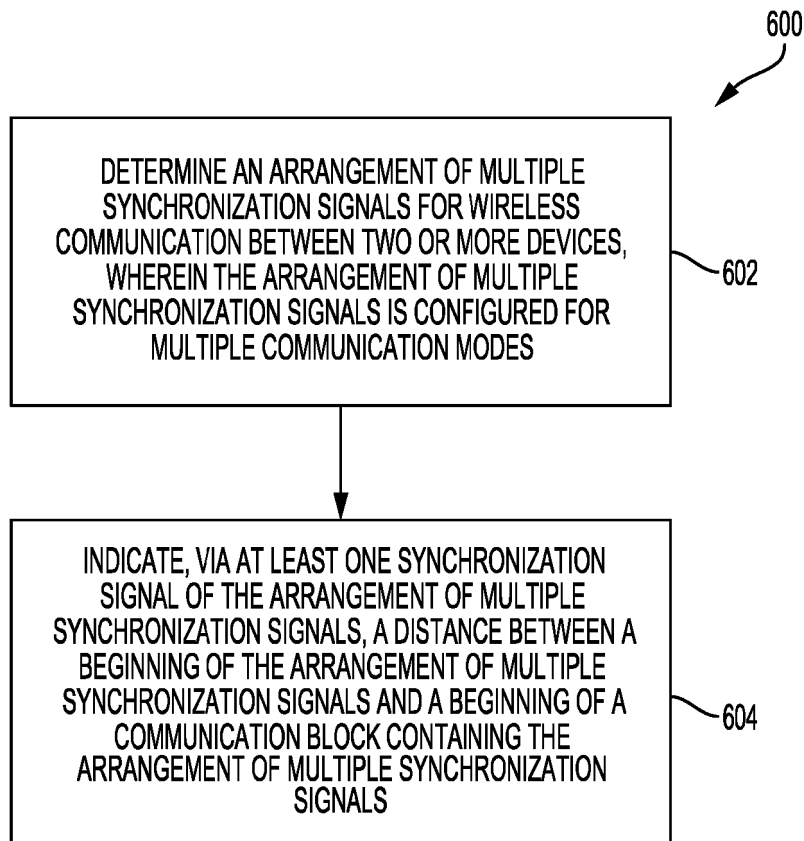 600
DETERMINE AN ARRANGEMENT OF MULTIPLE
SYNCHRONIZATION SIGNALS FOR WIRELESS
COMMUNICATION BETWEEN TWO OR MORE DEVICES,
WHEREIN THE ARRANGEMENT OF MULTIPLE
SYNCHRONIZATION SIGNALS IS CONFIGURED FOR
MULTIPLE COMMUNICATION MODES
602
INDICATE, VIA AT LEAST ONE SYNCHRONIZATION
SIGNAL OF THE ARRANGEMENT OF MULTIPLE
SYNCHRONIZATION SIGNALS, A DISTANCE BETWEEN A
BEGINNING OF THE ARRANGEMENT OF MULTIPLE
SYNCHRONIZATION SIGNALS AND A BEGINNING OF A
COMMUNICATION BLOCK CONTAINING THE
ARRANGEMENT OF MULTIPLE SYNCHRONIZATION
SIGNALS
604